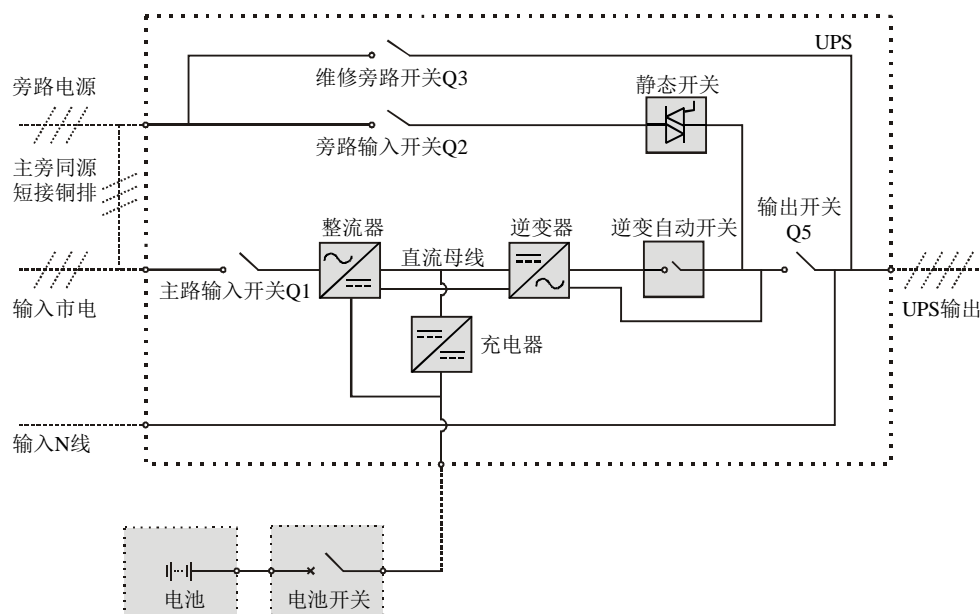 UPS
维修旁路开关Q3
旁路电源
静态开关
旁路输入开关Q2
主旁同源
短接铜排
整流器
逆变器
逆变自动开关
输出开关
Q5
直流母线
主路输入开关Q1
输入市电
UPS输出
充电器
输入N线
电池
电池开关